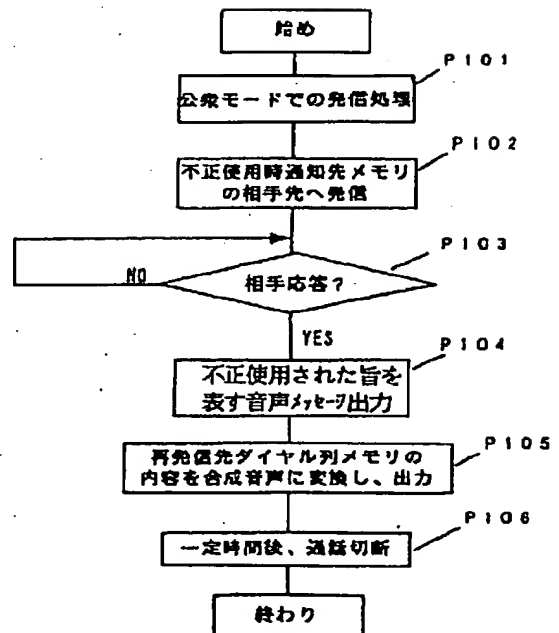 始め
P101
公衆モードでの発信処理
P102
不正使用時通知先メモリ
の相手先へ発信
P103
相手応答?
NO
YES
P104
不正使用された旨を
表す音声メッセージ出力
P105
再発信先ダイヤル列メモリの
内容を合成音声に変換し、出力
P106
一定時間後、通話切断
終わり